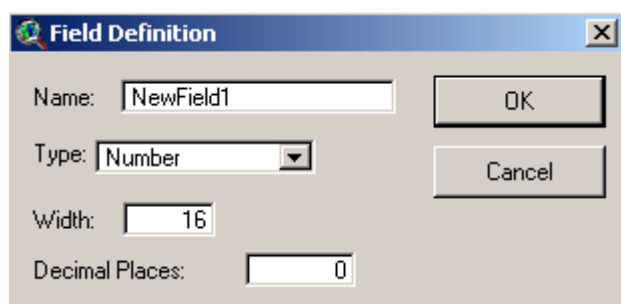 Field Definition
Name: NewField1
OK
Type: Number
Cancel
Width: 16
Decimal Places: 0